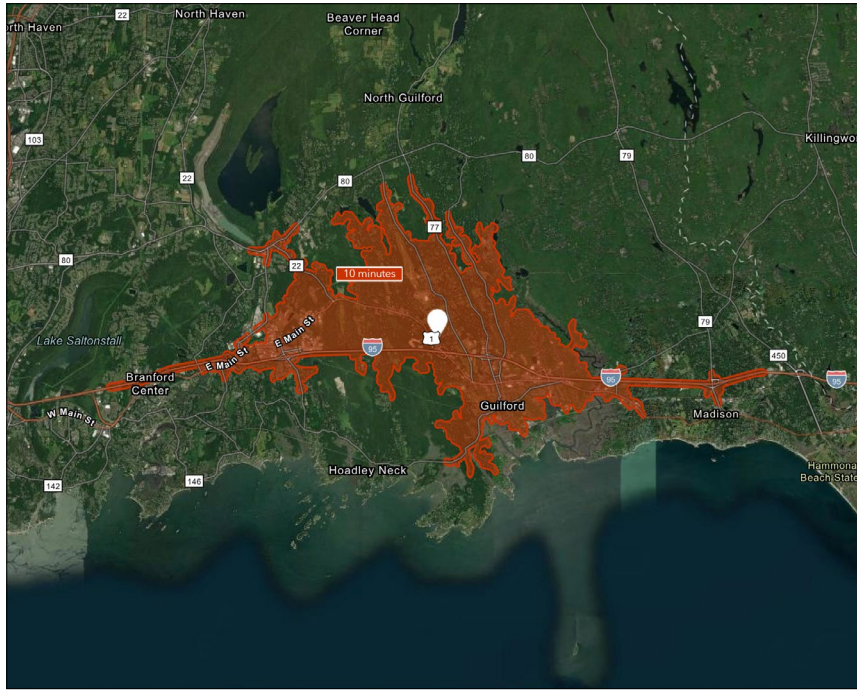 22
North Haven
orth Haven
Beaver Head
Corner
North Guilford
103
22
80
80
79
Killingwor
80
77
22
10 minutes
Lake Saltonstall
E Main St
E Main St
95
1
79
450
95
95
Branford
Center
W Main St
Guilford
Madison
Hoadley Neck
142
146
Hammona
Beach State